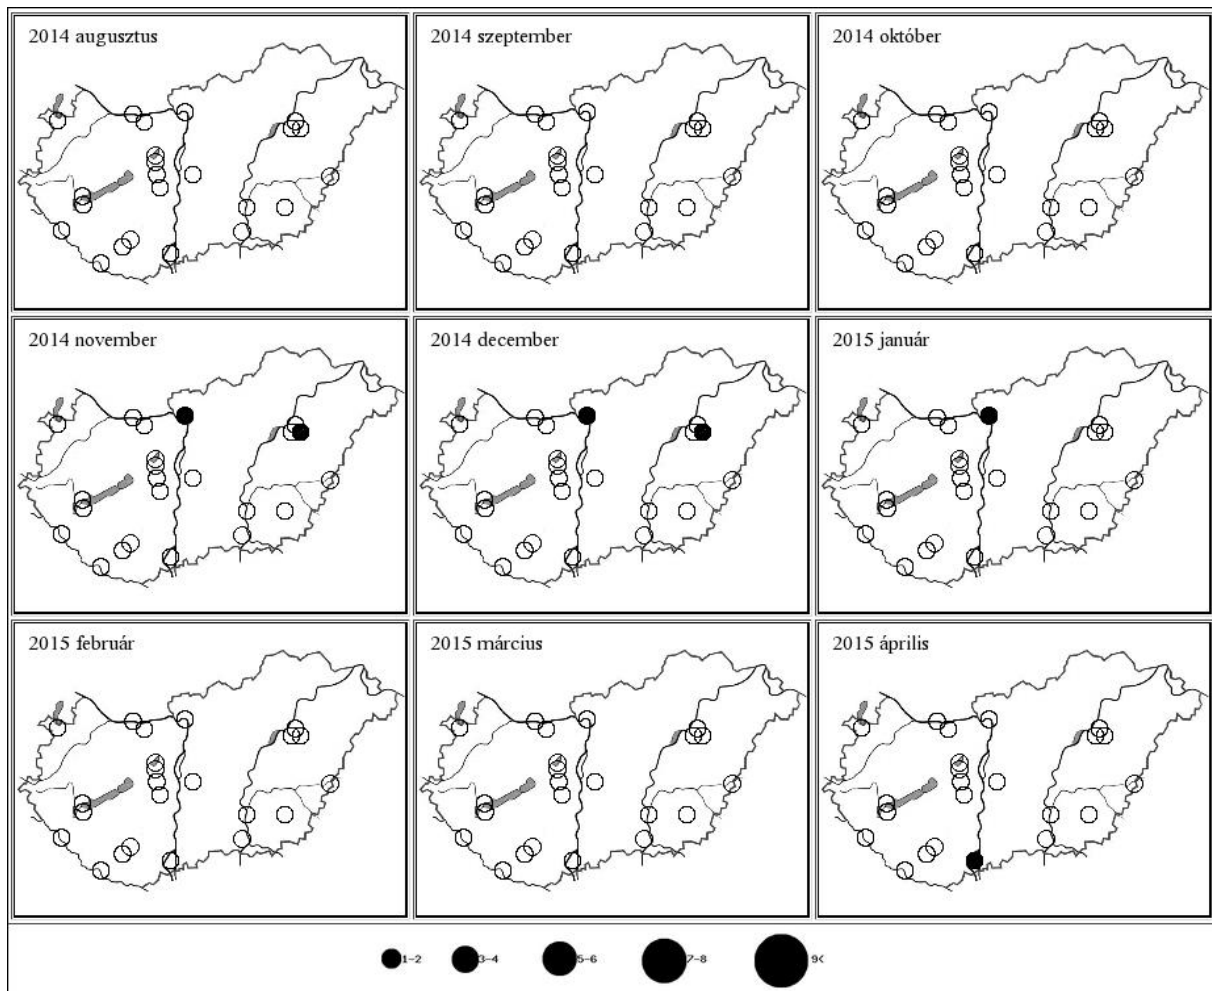 2014 augusztus
2014 szeptember
2014 október
2014 november
2014 december
2015 január
2015 február
2015 március
2015 április
1-2
3-4
5-6
7-8
9<